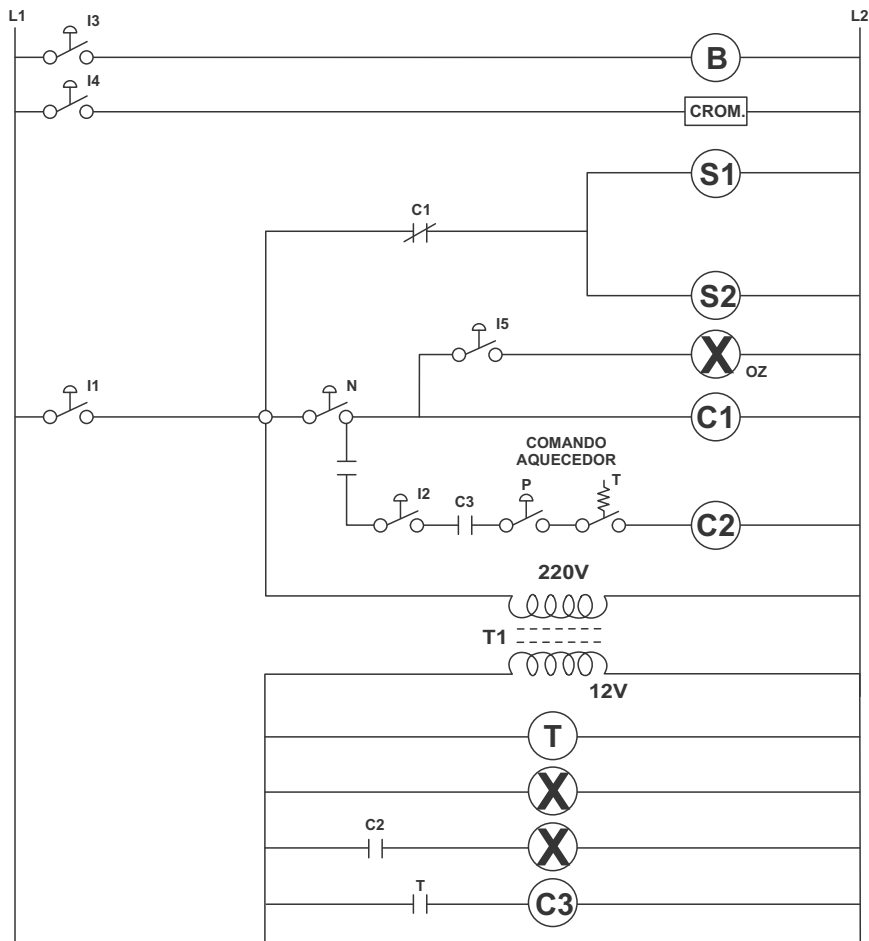 L1
L2
I3
B
I4
CROM.
S1
C1
S2
I5
X
OZ
I1
N
C1
COMANDO
AQUECEDOR
I2
C3
P
T
C2
220V
T1
12V
T
X
C2
X
T
C3